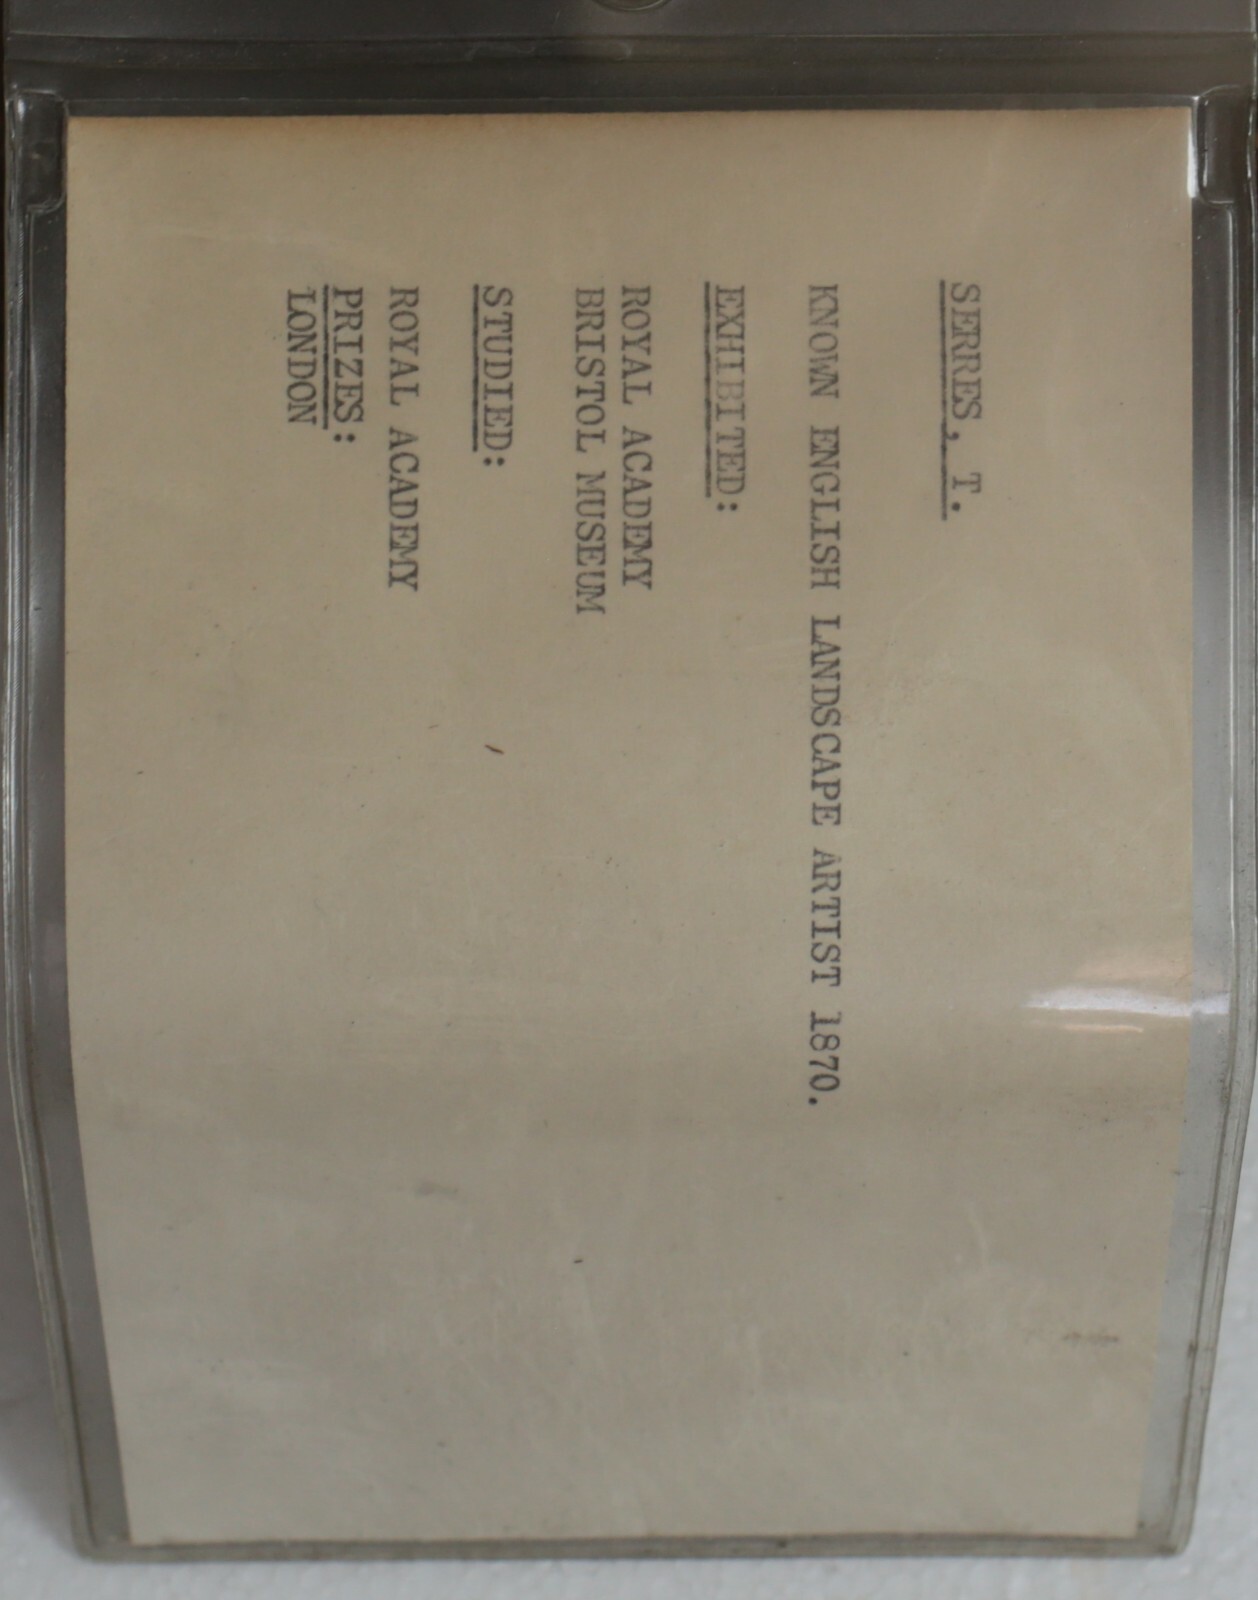 SERRES, T.
KNOWN ENGLISH LANDSCAPE ARTIST 1870.
EXHIBITED:
ROYAL ACADEMY
BRISTOL MUSEUM
STUDIED:
ROYAL ACADEMY
PRIZES:
LONDON